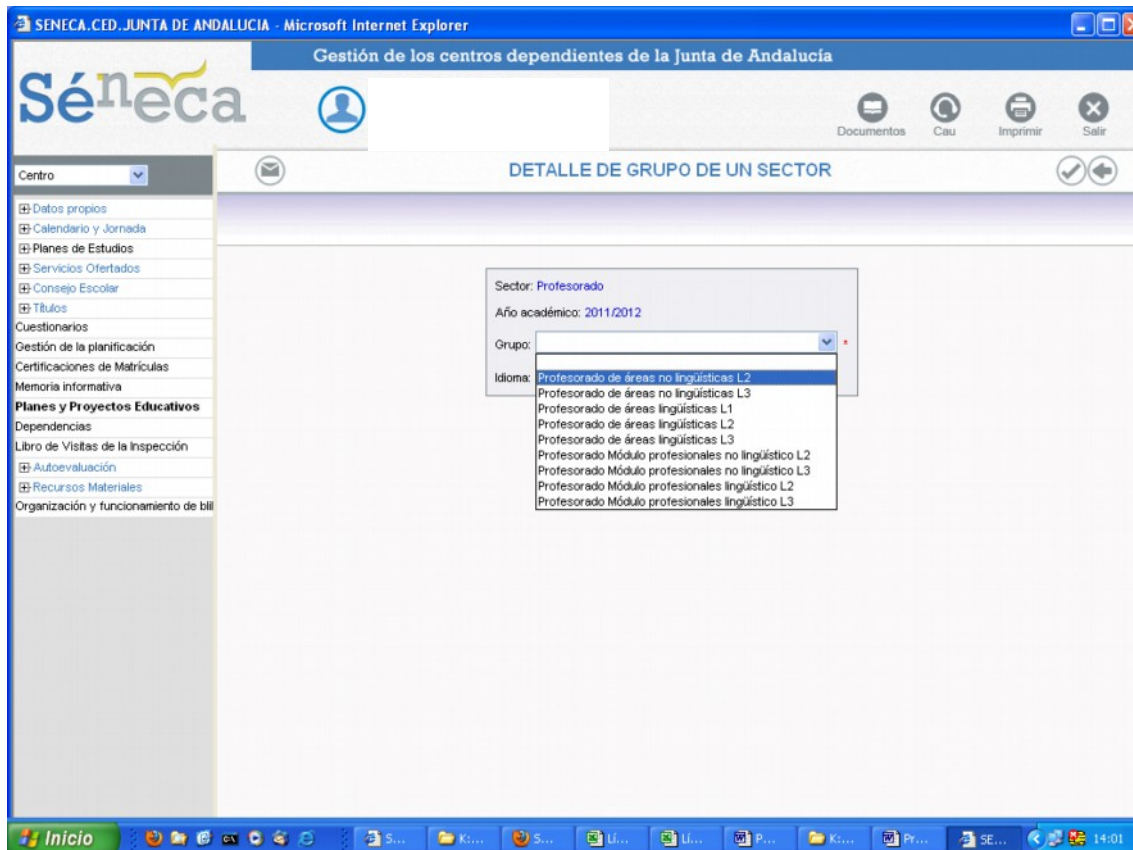 SENECA.CED.JUNTA DE ANDALUCIA - Microsoft Internet Explorer
Gestión de los centros dependientes de la Junta de Andalucía
Séneca
Documentos
Cau
Imprimir
Salir
Centro
DETALLE DE GRUPO DE UN SECTOR
Datos propios
Calendario y Jornada
Planes de Estudios
Servicios Ofertados
Consejo Escolar
Títulos
Cuestionarios
Gestión de la planificación
Certificaciones de Matrículas
Memoria informativa
Planes y Proyectos Educativos
Dependencias
Libro de Visitas de la Inspección
Autoevaluación
Recursos Materiales
Organización y funcionamiento de bli
Sector: Profesorado
Año académico: 2011/2012
Grupo: *
Idioma:
Profesorado de áreas no lingüísticas L2
Profesorado de áreas no lingüísticas L3
Profesorado de áreas lingüísticas L1
Profesorado de áreas lingüísticas L2
Profesorado de áreas lingüísticas L3
Profesorado Módulo profesionales no lingüístico L2
Profesorado Módulo profesionales no lingüístico L3
Profesorado Módulo profesionales lingüístico L2
Profesorado Módulo profesionales lingüístico L3
Inicio
S...
K:...
S...
Lí...
Lí...
P...
K:...
Pr...
SE...
14:01